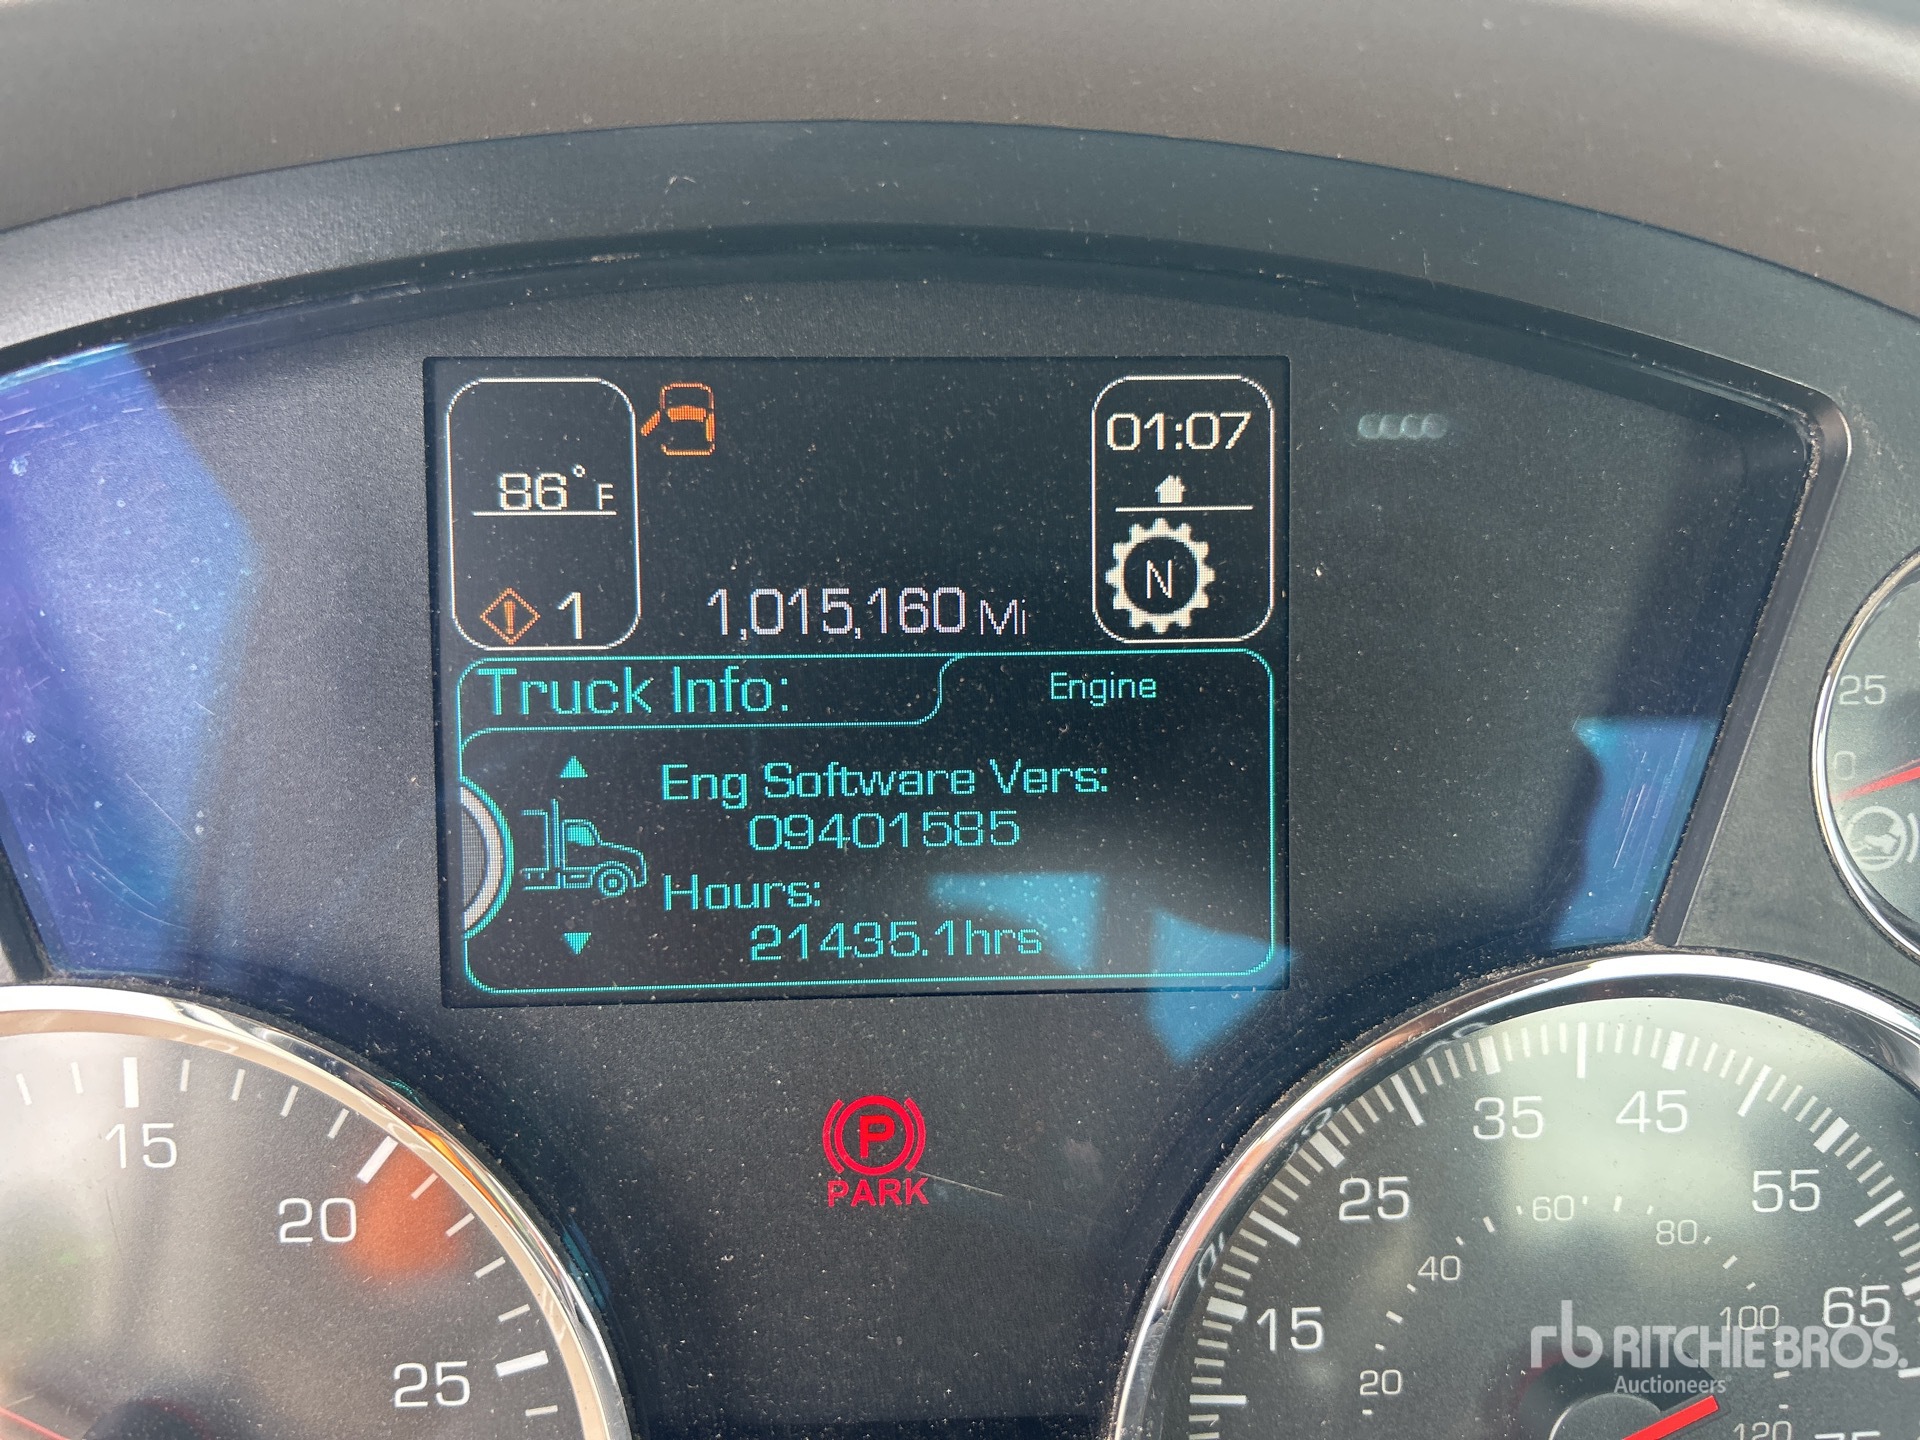 01:07
86° F
N
1
1,015,160 Mi
Truck Info:
Engine
Eng Software Vers:
09401585
Hours:
21435.1hrs
P
PARK
15
20
25
15
25
35
45
55
65
20
40
60
80
100
120
25
0
rb RITCHIE BROS.
Auctioneers